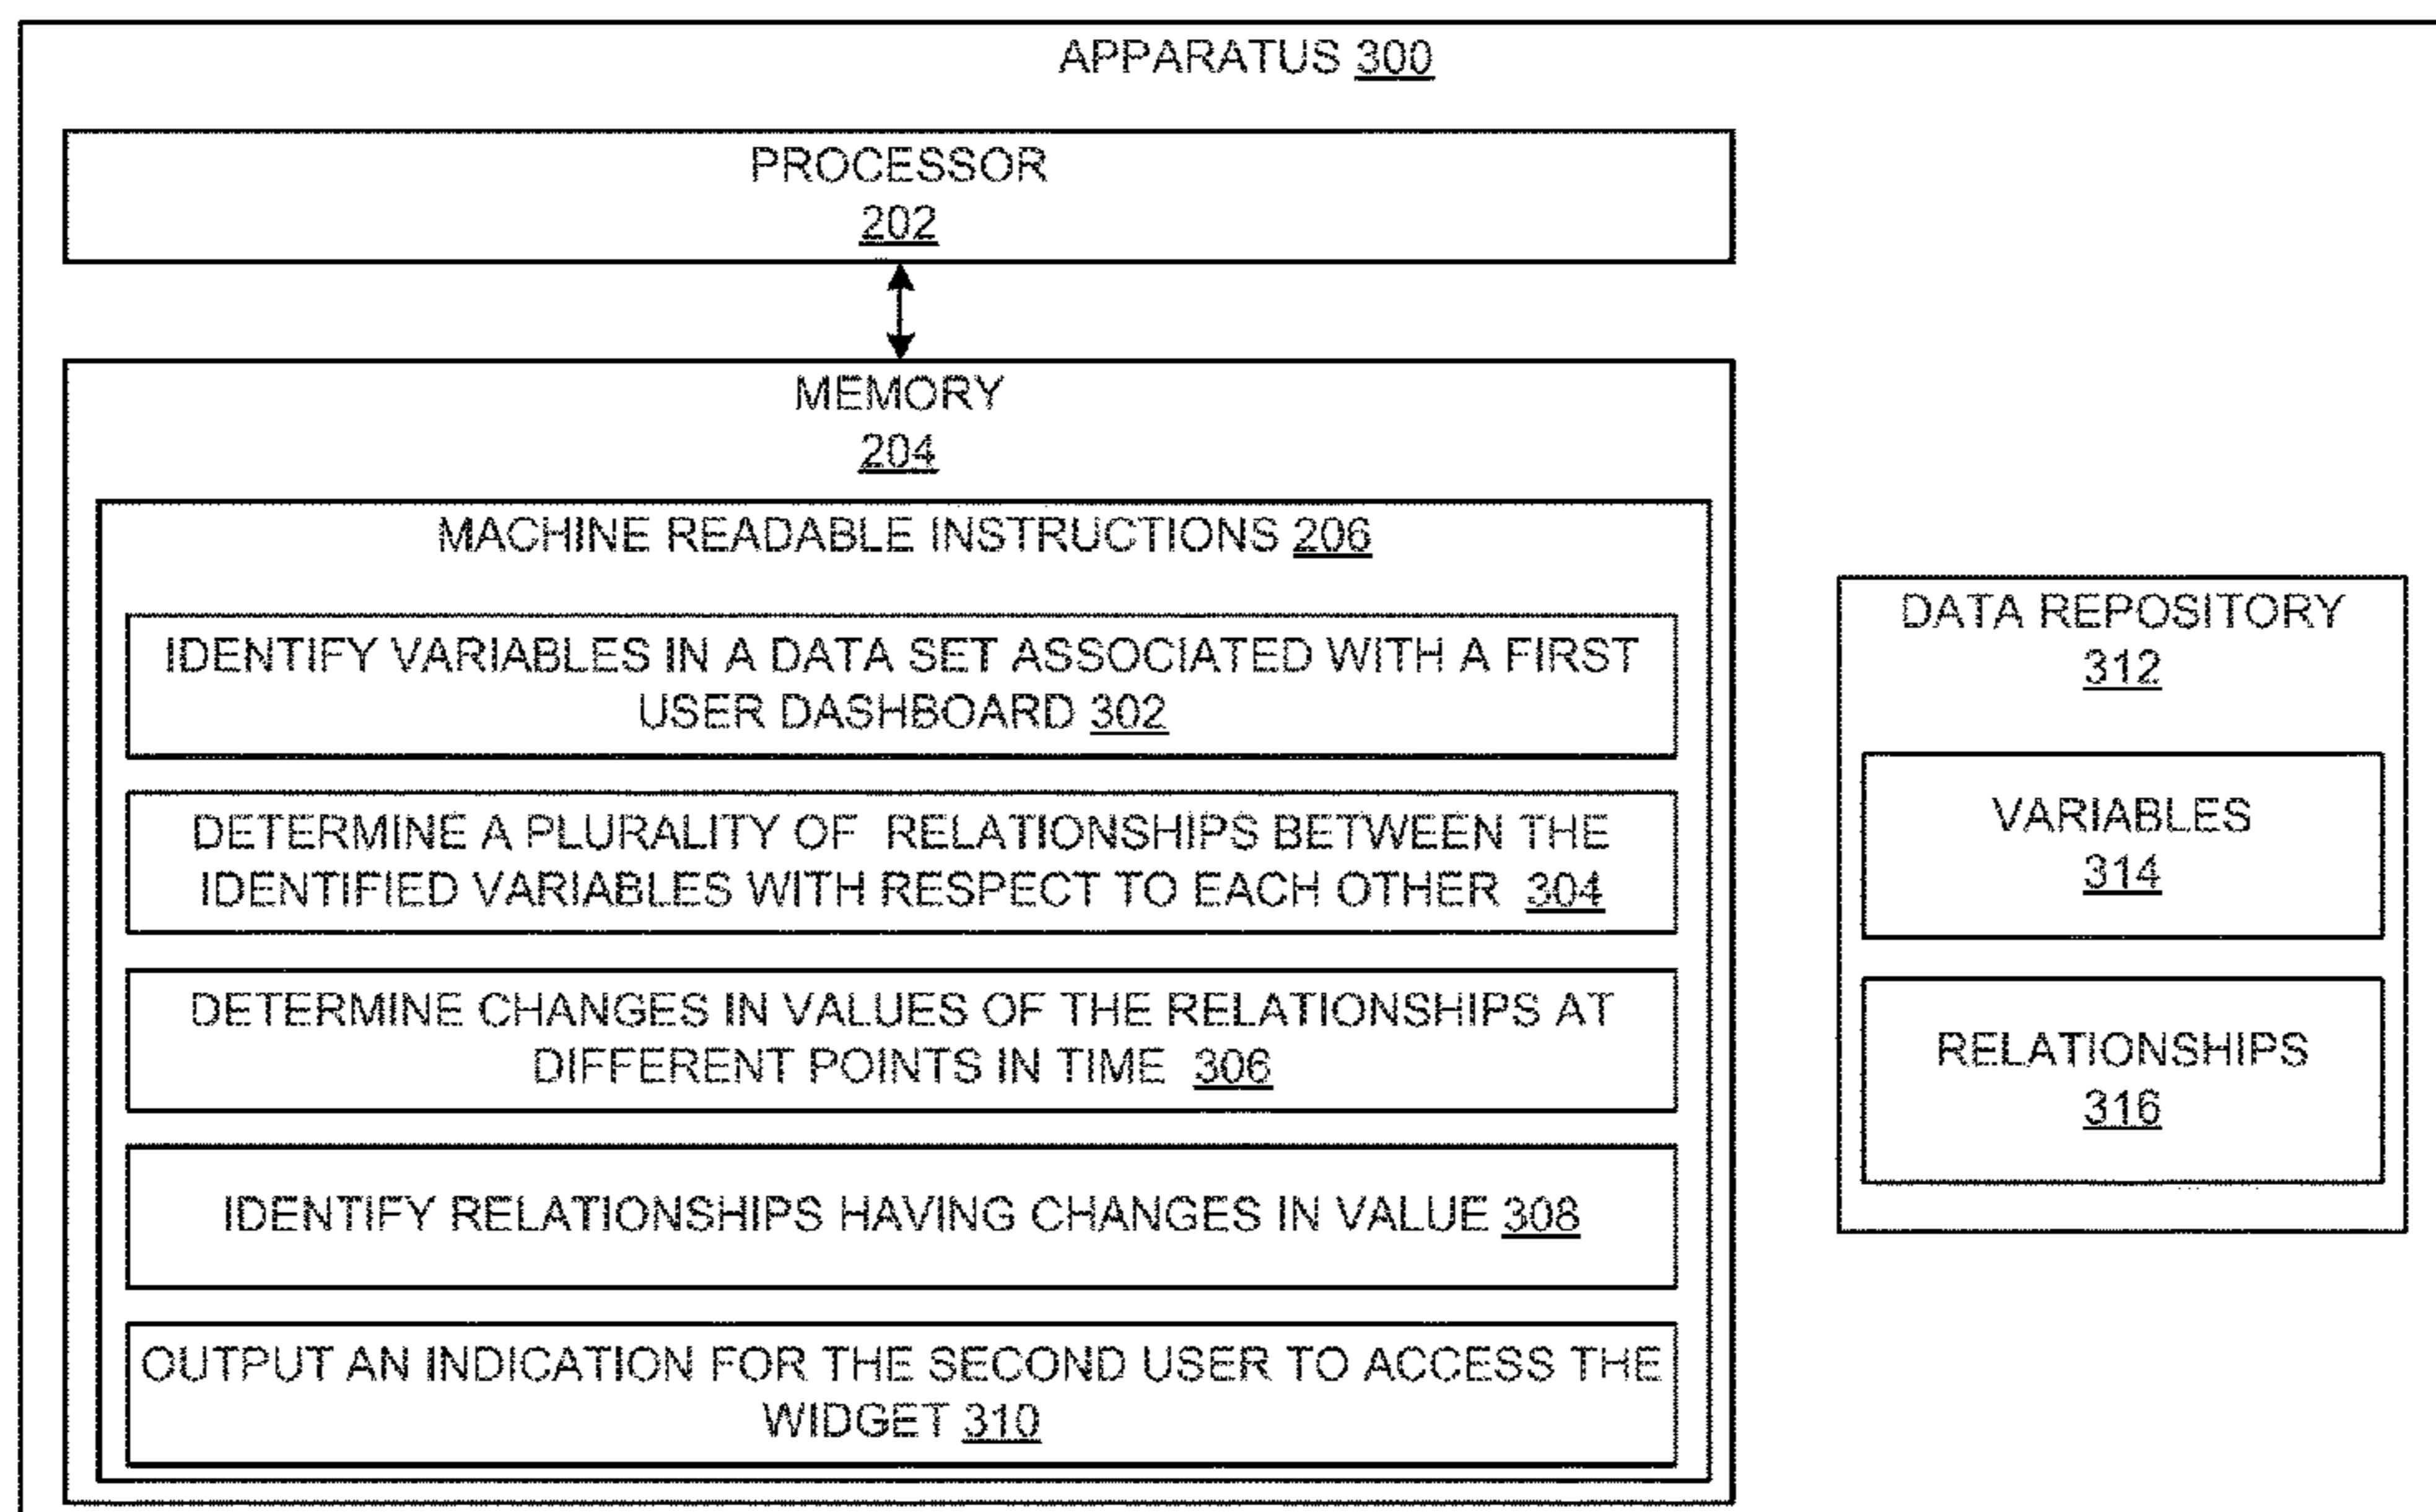 APPARATUS 300
PROCESSOR
202
MEMORY
204
MACHINE READABLE INSTRUCTIONS 206
IDENTIFY VARIABLES IN A DATA SET ASSOCIATED WITH A FIRST
USER DASHBOARD 302
DETERMINE A PLURALITY OF RELATIONSHIPS BETWEEN THE
IDENTIFIED VARIABLES WITH RESPECT TO EACH OTHER 304
DETERMINE CHANGES IN VALUES OF THE RELATIONSHIPS AT
DIFFERENT POINTS IN TIME 306
IDENTIFY RELATIONSHIPS HAVING CHANGES IN VALUE 308
OUTPUT AN INDICATION FOR THE SECOND USER TO ACCESS THE
WIDGET 310
DATA REPOSITORY
312
VARIABLES
314
RELATIONSHIPS
316